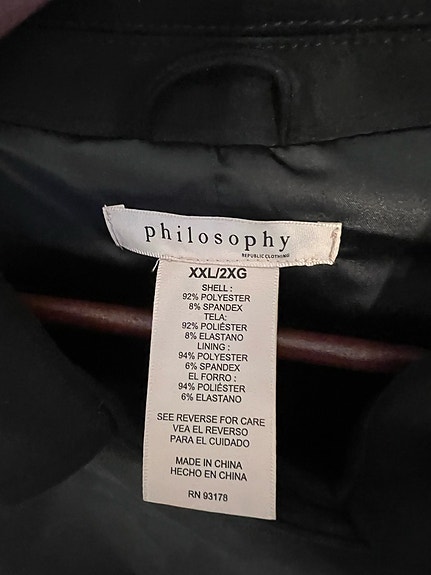 philosophy
REPUBLIC CLOTHING
XXL/2XG
SHELL :
92% POLYESTER
8% SPANDEX
TELA:
92% POLIÉSTER
8% ELASTANO
LINING :
94% POLYESTER
6% SPANDEX
EL FORRO :
94% POLIÉSTER
6% ELASTANO
SEE REVERSE FOR CARE
VEA EL REVERSO
PARA EL CUIDADO
MADE IN CHINA
HECHO EN CHINA
RN 93178